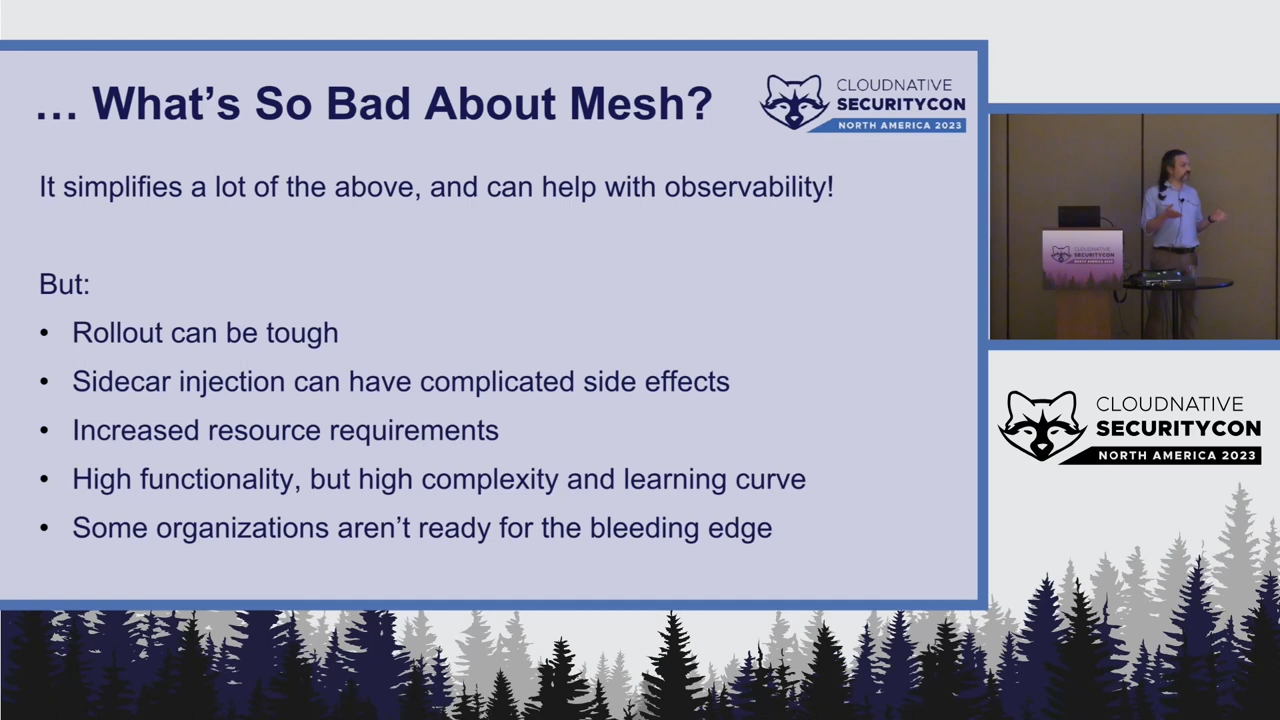 … What’s So Bad About Mesh?
CLOUDNATIVE
SECURITYCON
NORTH AMERICA 2023
It simplifies a lot of the above, and can help with observability!
But:
• Rollout can be tough
• Sidecar injection can have complicated side effects
• Increased resource requirements
• High functionality, but high complexity and learning curve
• Some organizations aren’t ready for the bleeding edge
CLOUDNATIVE
SECURITYCON
CLOUDNATIVE
SECURITYCON
NORTH AMERICA 2023